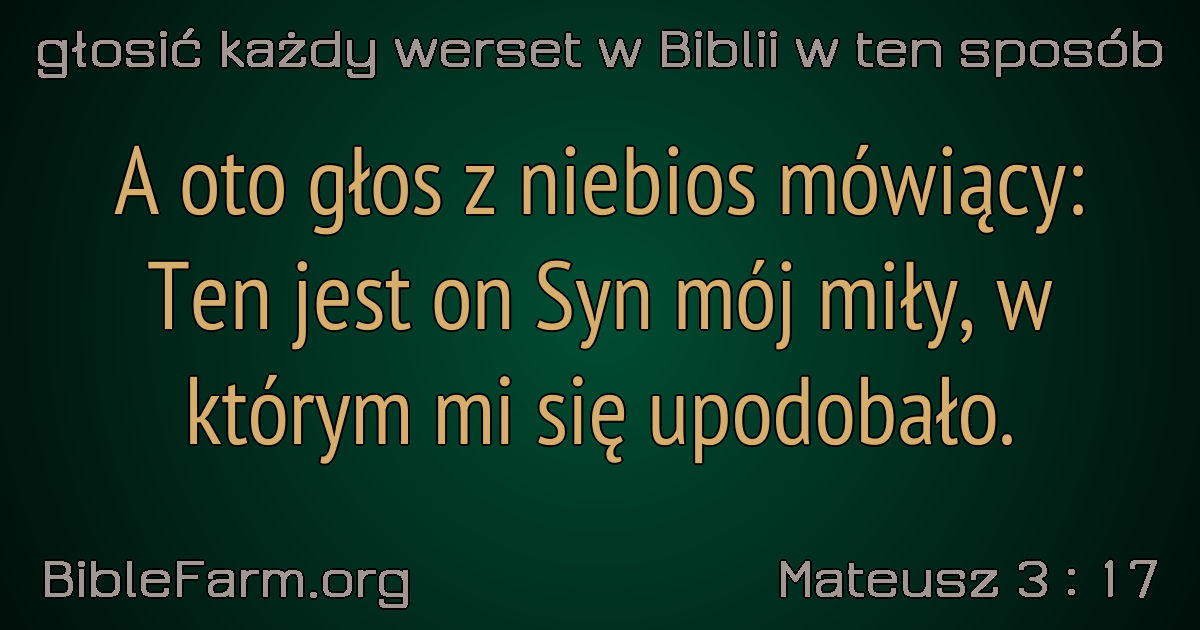 głosić każdy werset w Biblii w ten sposób
A oto głos z niebios mówiący:
Ten jest on Syn mój miły, w
którym mi się upodobało.
BibleFarm.org
Mateusz 3 : 17